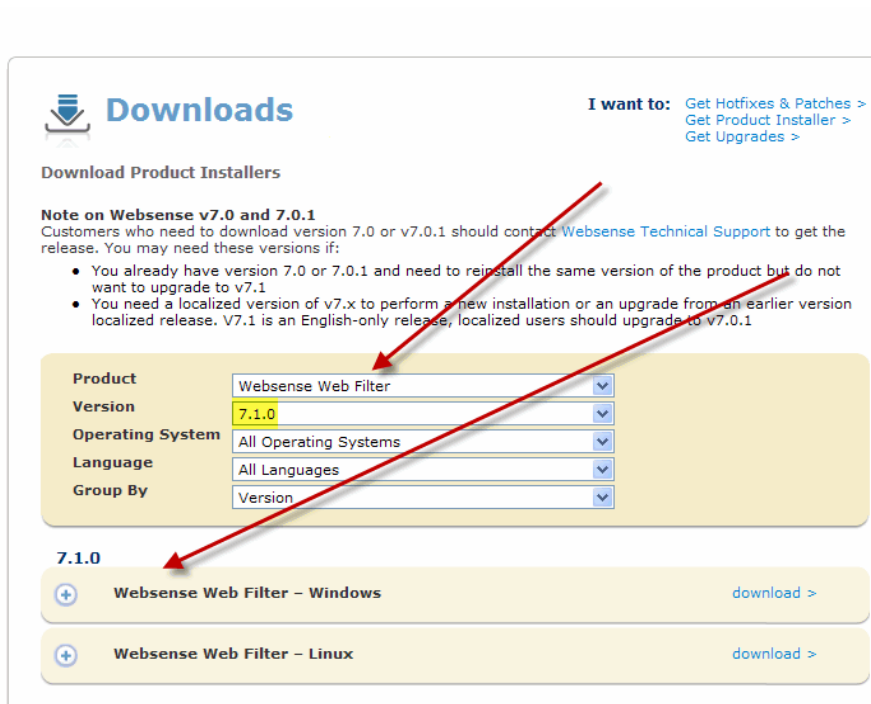 Downloads
I want to: Get Hotfixes & Patches >
Get Product Installer >
Get Upgrades >
Download Product Installers
Note on Websense v7.0 and 7.0.1
Customers who need to download version 7.0 or v7.0.1 should contact Websense Technical Support to get the
release. You may need these versions if:
• You already have version 7.0 or 7.0.1 and need to reinstall the same version of the product but do not
want to upgrade to v7.1
• You need a localized version of v7.x to perform a new installation or an upgrade from an earlier version
localized release. V7.1 is an English-only release, localized users should upgrade to v7.0.1
Product Websense Web Filter
Version 7.1.0
Operating System All Operating Systems
Language All Languages
Group By Version
7.1.0
Websense Web Filter – Windows download >
Websense Web Filter – Linux download >